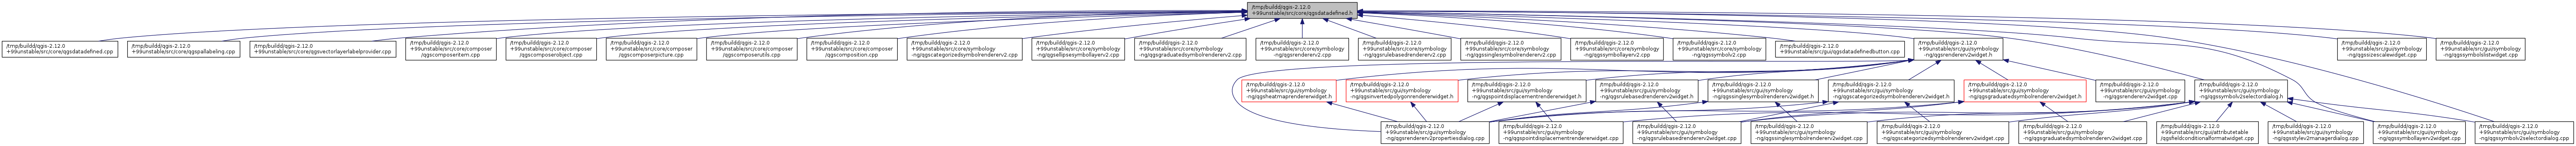 /tmp/buildd/qgis-2.12.0
+99unstable/src/core/qgsdatadefined.h
/tmp/buildd/qgis-2.12.0
+99unstable/src/core/qgsdatadefined.cpp
/tmp/buildd/qgis-2.12.0
+99unstable/src/core/qgspallabeling.cpp
/tmp/buildd/qgis-2.12.0
+99unstable/src/core/qgsvectorlayerlabelprovider.cpp
/tmp/buildd/qgis-2.12.0
+99unstable/src/core/composer
/qgscomposeritem.cpp
/tmp/buildd/qgis-2.12.0
+99unstable/src/core/composer
/qgscomposerobject.cpp
/tmp/buildd/qgis-2.12.0
+99unstable/src/core/composer
/qgscomposerpicture.cpp
/tmp/buildd/qgis-2.12.0
+99unstable/src/core/composer
/qgscomposerutils.cpp
/tmp/buildd/qgis-2.12.0
+99unstable/src/core/composer
/qgscomposition.cpp
/tmp/buildd/qgis-2.12.0
+99unstable/src/core/symbology
-ng/qgscategorizedsymbolrendererv2.cpp
/tmp/buildd/qgis-2.12.0
+99unstable/src/core/symbology
-ng/qgsellipsesymbollayerv2.cpp
/tmp/buildd/qgis-2.12.0
+99unstable/src/core/symbology
-ng/qgsgraduatedsymbolrendererv2.cpp
/tmp/buildd/qgis-2.12.0
+99unstable/src/core/symbology
-ng/qgsrendererv2.cpp
/tmp/buildd/qgis-2.12.0
+99unstable/src/core/symbology
-ng/qgsrulebasedrendererv2.cpp
/tmp/buildd/qgis-2.12.0
+99unstable/src/core/symbology
-ng/qgssinglesymbolrendererv2.cpp
/tmp/buildd/qgis-2.12.0
+99unstable/src/core/symbology
-ng/qgssymbollayerv2.cpp
/tmp/buildd/qgis-2.12.0
+99unstable/src/core/symbology
-ng/qgssymbolv2.cpp
/tmp/buildd/qgis-2.12.0
+99unstable/src/gui/qgsdatadefinedbutton.cpp
/tmp/buildd/qgis-2.12.0
+99unstable/src/gui/symbology
-ng/qgsrendererv2widget.h
/tmp/buildd/qgis-2.12.0
+99unstable/src/gui/symbology
-ng/qgssizescalewidget.cpp
/tmp/buildd/qgis-2.12.0
+99unstable/src/gui/symbology
-ng/qgssymbolslistwidget.cpp
/tmp/buildd/qgis-2.12.0
+99unstable/src/gui/symbology
-ng/qgsheatmaprendererwidget.h
/tmp/buildd/qgis-2.12.0
+99unstable/src/gui/symbology
-ng/qgsinvertedpolygonrendererwidget.h
/tmp/buildd/qgis-2.12.0
+99unstable/src/gui/symbology
-ng/qgspointdisplacementrendererwidget.h
/tmp/buildd/qgis-2.12.0
+99unstable/src/gui/symbology
-ng/qgsrulebasedrendererv2widget.h
/tmp/buildd/qgis-2.12.0
+99unstable/src/gui/symbology
-ng/qgssinglesymbolrendererv2widget.h
/tmp/buildd/qgis-2.12.0
+99unstable/src/gui/symbology
-ng/qgscategorizedsymbolrendererv2widget.h
/tmp/buildd/qgis-2.12.0
+99unstable/src/gui/symbology
-ng/qgsgraduatedsymbolrendererv2widget.h
/tmp/buildd/qgis-2.12.0
+99unstable/src/gui/symbology
-ng/qgsrendererv2widget.cpp
/tmp/buildd/qgis-2.12.0
+99unstable/src/gui/symbology
-ng/qgssymbolv2selectordialog.h
/tmp/buildd/qgis-2.12.0
+99unstable/src/gui/symbology
-ng/qgsrendererv2propertiesdialog.cpp
/tmp/buildd/qgis-2.12.0
+99unstable/src/gui/symbology
-ng/qgspointdisplacementrendererwidget.cpp
/tmp/buildd/qgis-2.12.0
+99unstable/src/gui/symbology
-ng/qgsrulebasedrendererv2widget.cpp
/tmp/buildd/qgis-2.12.0
+99unstable/src/gui/symbology
-ng/qgssinglesymbolrendererv2widget.cpp
/tmp/buildd/qgis-2.12.0
+99unstable/src/gui/symbology
-ng/qgscategorizedsymbolrendererv2widget.cpp
/tmp/buildd/qgis-2.12.0
+99unstable/src/gui/symbology
-ng/qgsgraduatedsymbolrendererv2widget.cpp
/tmp/buildd/qgis-2.12.0
+99unstable/src/gui/attributetable
/qgsfieldconditionalformatwidget.cpp
/tmp/buildd/qgis-2.12.0
+99unstable/src/gui/symbology
-ng/qgsstylev2managerdialog.cpp
/tmp/buildd/qgis-2.12.0
+99unstable/src/gui/symbology
-ng/qgssymbollayerv2widget.cpp
/tmp/buildd/qgis-2.12.0
+99unstable/src/gui/symbology
-ng/qgssymbolv2selectordialog.cpp